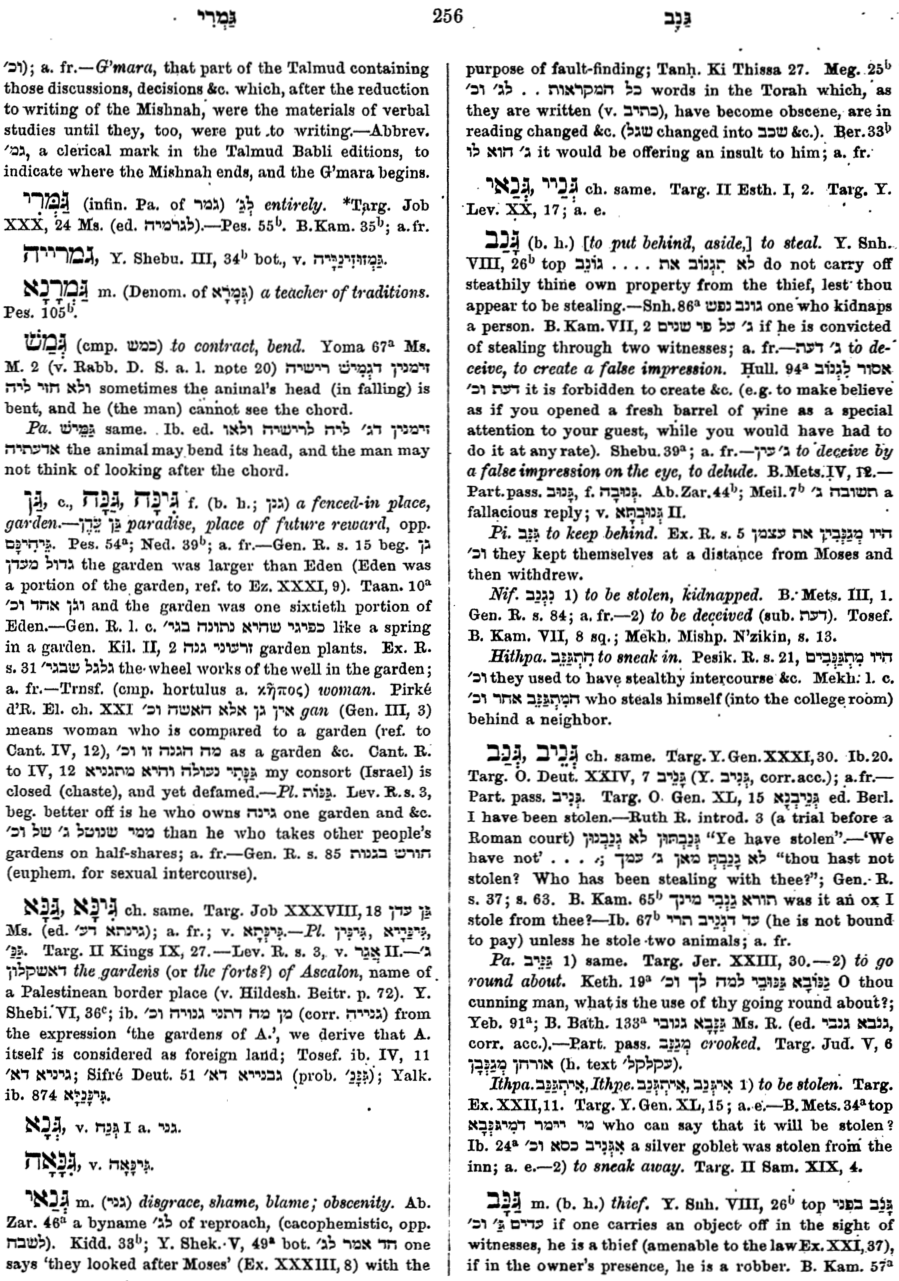 גַּמְרִי 256 גָּנַב
וכ׳); a. fr.—G’mara, that part of the Talmud containing
those discussions, decisions &c. which, after the reduction
to writing of the Mishnah, were the materials of verbal
studies until they, too, were put to writing.—Abbrev.
גמ׳, a clerical mark in the Talmud Babli editions, to
indicate where the Mishnah ends, and the G’mara begins.
גַּמְּרֵי (infin. Pa. of גמר) לְגַ׳ entirely. *Targ. Job
XXX, 24 Ms. (ed. לגרמיה).—Pes. 55ᵇ. B.Kam. 35ᵇ; a. fr.
גמרוייה, Y. Shebu. III, 34ᵇ bot., v.
גַּמְרָנָא m. (Denom. of גְּמָרָא) a teacher of traditions.
Pes. 105ᵇ.
גְּמַשׁ (cmp. כמש) to contract, bend. Yoma 67ᵃ Ms.
M. 2 (v. Rabb. D. S. a. l. note 20) זימנין דגמיש רישיה
ולא חזי ליה sometimes the animal’s head (in falling) is
bent, and he (the man) cannot see the chord.
Pa. גַּמֵּישׁ same. Ib. ed. זימנין דג׳ ליה לרישיה ולאו
אדעתיה the animal may bend its head, and the man may
not think of looking after the chord.
גַּן, גַּן c., גִּינָּה, גַּנָּה, f. (b. h.; גנן) a fenced-in place,
garden.—גַּן עֵדֶן paradise, place of future reward, opp.
גֵּיהִינָּם. Pes. 54ᵃ; Ned. 39ᵇ; a. fr.—Gen. R. s. 15 beg. גן
גדול מעדן the garden was larger than Eden (Eden was
a portion of the garden, ref. to Ez. XXXI, 9). Taan. 10ᵃ
וגן אחד וכ׳ and the garden was one sixtieth portion of
Eden.—Gen. R. l. c. כפיגי שהיא נתונה בגי׳ like a spring
in a garden. Kil. II, 2 זרעוני גנה garden plants. Ex. R.
s. 31 גלגל שבגי׳ the wheel works of the well in the garden;
a. fr.—Trnsf. (cmp. hortulus a. κῆπος) woman. Pirké
d’R. El. ch. XXI אין גן אלא האשה וכ׳ gan (Gen. III, 3)
means woman who is compared to a garden (ref. to
Cant. IV, 12), מה הגנה זו וכ׳ as a garden &c. Cant. R.
to IV, 12 גַּנָּתִי נעולה והיא מתגניא my consort (Israel) is
closed (chaste), and yet defamed.—Pl. גַּנּוֹת. Lev. R. s. 3,
beg. better off is he who owns גינה one garden and &c.
ממי שנוטל ג׳ של וכ׳ than he who takes other people’s
gardens on half-shares; a. fr.—Gen. R. s. 85 חורש בגנות
(euphem. for sexual intercourse).
גִּינָּא, גַּנָּא ch. same. Targ. Job XXXVIII, 18 גַּן עדן
Ms. (ed. גינתא דע׳); a. fr.; v. גִּינְּתָא.—Pl. גִּינַּיָּא, גִּינִּין,
גִּנֵּ׳. Targ. II Kings IX, 27.—Lev. R. s. 3, v. אֲגַר II.—ג׳
דאשקלון the gardens (or the forts?) of Ascalon, name of
a Palestinean border place (v. Hildesh. Beitr. p. 72). Y.
Shebi. VI, 36ᶜ; ib. מן מה דתני גנויה וכ׳ (corr. גנייה) from
the expression ‘the gardens of A.’, we derive that A.
itself is considered as foreign land; Tosef. ib. IV, 11
גיניא דא׳; Sifré Deut. 51 גבנייא דא׳ (prob. גִּנַּ׳); Yalk.
ib. 874
גְּנָא, v. גְּנַח I a. גני.
גִּנָּאָה, v. גִּינָּאָה.
גְּנַאי m. (גני) disgrace, shame, blame; obscenity. Ab.
Zar. 46ᵃ a byname לג׳ of reproach, (cacophemistic, opp.
לשבח). Kidd. 33ᵇ; Y. Shek. V, 49ᵃ bot. חד אמר לג׳ one
says ‘they looked after Moses’ (Ex. XXXIII, 8) with the
purpose of fault-finding; Tanḥ. Ki Thissa 27. Meg. 25ᵇ
כל המקראות . . לג׳ וכ׳ words in the Torah which, as
they are written (v. כתיב), have become obscene, are in
reading changed &c. (שגל changed into שכב &c.). Ber. 33ᵇ
ג׳ הוא לו it would be offering an insult to him; a. fr.
גְּנַיי, גְּנַאי ch. same. Targ. II Esth. I, 2. Targ. Y.
Lev. XX, 17; a. e.
גָּנַב (b. h.) [to put behind, aside,] to steal. Y. Snh.
VIII, 26ᵇ top לא תִגְנוֹב את . . . . גונב do not carry off
steathily thine own property from the thief, lest thou
appear to be stealing.—Snh. 86ᵃ גונב נפש one who kidnaps
a person. B. Kam. VII, 2 ג׳ על פי שנים if he is convicted
of stealing through two witnesses; a. fr.—ג׳ דעת to de-
ceive, to create a false impression. Ḥull. 94ᵃ אסור לִגְנוֹב
דעת וכ׳ it is forbidden to create &c. (e.g. to make believe
as if you opened a fresh barrel of wine as a special
attention to your guest, while you would have had to
do it at any rate). Shebu. 39ᵃ; a. fr.—ג׳ עין to deceive by
a false impression on the eye, to delude. B. Mets. IV, 12.—
Part. pass. גָּנוּב, f. גְּנוּבָה. Ab. Zar. 44ᵇ; Meil. 7ᵇ תשובה ג׳ a
fallacious reply; v. גְּנוּבְתָּא II.
Pi. גִּנֵּב to keep behind. Ex. R. s. 5 היו מְגַנְּבִין את עצמן
וכ׳ they kept themselves at a distance from Moses and
then withdrew.
Nif. נִגְנַב 1) to be stolen, kidnapped. B. Mets. III, 1.
Gen. R. s. 84; a. fr.—2) to be deceived (sub. דעת). Tosef.
B. Kam. VII, 8 sq.; Mekh. Mishp. N’zikin, s. 13.
Hithpa. הִתְגַּנֵּב to sneak in. Pesik. R. s. 21, היו מִתְגַּנְּבִים
וכ׳ they used to have stealthy intercourse &c. Mekh. l. c.
המִתְגַּנֵּב אחר וכ׳ who steals himself (into the college room)
behind a neighbor.
גְּנֵיב, גְּנַב ch. same. Targ. Y. Gen. XXXI, 30. Ib. 20.
Targ. O. Deut. XXIV, 7 גָּנֵיב (Y. גְּנִיב, corr. acc.); a. fr.—
Part. pass. גְּנִיב. Targ. O. Gen. XL, 15 גְּנֵיבְנָא ed. Berl.
I have been stolen.—Ruth R. introd. 3 (a trial before a
Roman court) גְּנַבְתּוּן לא גְנַבְנוּן “Ye have stolen”.—‘We
have not’ . . . ; לא גְנַבְתְּ מאן ג׳ עמך “thou hast not
stolen? Who has been stealing with thee?”; Gen. R.
s. 37; s. 63. B. Kam. 65ᵇ תורא גְנַבִי מינך was it an ox I
stole from thee?—Ib. 67ᵇ עד דגְנֵיב תרי (he is not bound
to pay) unless he stole two animals; a. fr.
Pa. גַּנֵּיב 1) same. Targ. Jer. XXIII, 30.—2) to go
round about. Keth. 19ᵃ גַּנּוֹבָא גַּנּוֹבֵי למה לך וכ׳ O thou
cunning man, what is the use of thy going round about?;
Yeb. 91ᵃ; B. Bath. 133ᵃ גַּנָּבָא גנובי Ms. R. (ed. גנובא גנבי,
corr. acc.).—Part. pass. מְגַנַּב crooked. Targ. Jud. V, 6
אורחן מְגַנְּבָן (h. text עקלקל׳).
Ithpa. אִיתְגַּנַּב, Ithpe. אִיתְגְּנֵב, אִיגְּנַב 1) to be stolen. Targ.
Ex. XXII, 11. Targ. Y. Gen. XL, 15; a. e.—B. Mets. 34ᵃ top
מי יימר דמִיגַּנְבָא who can say that it will be stolen?
Ib. 24ᵃ אִגְּנִיב כסא וכ׳ a silver goblet was stolen from the
inn; a. e.—2) to sneak away. Targ. II Sam. XIX, 4.
גַּנָּב m. (b. h.) thief. Y. Snh. VIII, 26ᵇ top גנב בפני
עדים גַּ׳ וכ׳ if one carries an object off in the sight of
witnesses, he is a thief (amenable to the law Ex. XXI, 37),
if in the owner’s presence, he is a robber. B. Kam. 57ᵃ